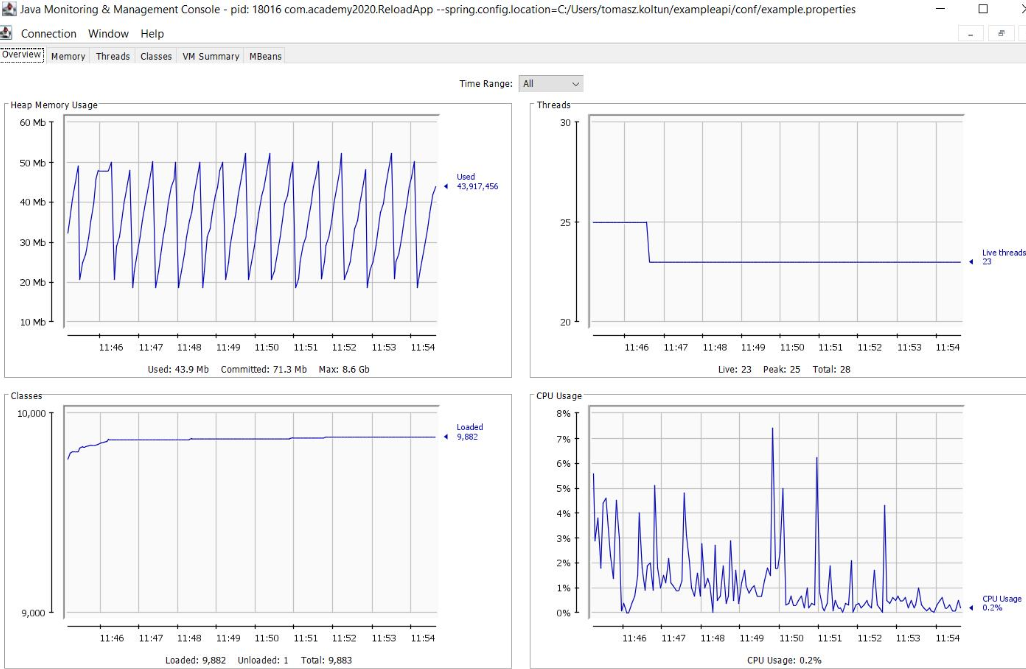 Java Monitoring & Management Console - pid: 18016 com.academy2020.ReloadApp --spring.config.location=C:/Users/tomasz.koltun/exampleapi/conf/example.properties
Connection Window Help
Overview Memory Threads Classes VM Summary MBeans
Time Range: All
Heap Memory Usage
60 Mb
50 Mb
40 Mb
30 Mb
20 Mb
10 Mb
Used
43,917,456
11:46 11:47 11:48 11:49 11:50 11:51 11:52 11:53 11:54
Used: 43.9 Mb Committed: 71.3 Mb Max: 8.6 Gb
Threads
30
25
20
Live threads
23
11:46 11:47 11:48 11:49 11:50 11:51 11:52 11:53 11:54
Live: 23 Peak: 25 Total: 28
Classes
10,000
9,000
Loaded
9,882
11:46 11:47 11:48 11:49 11:50 11:51 11:52 11:53 11:54
Loaded: 9,882 Unloaded: 1 Total: 9,883
CPU Usage
8%
7%
6%
5%
4%
3%
2%
1%
0%
CPU Usage
0.2%
11:46 11:47 11:48 11:49 11:50 11:51 11:52 11:53 11:54
CPU Usage: 0.2%